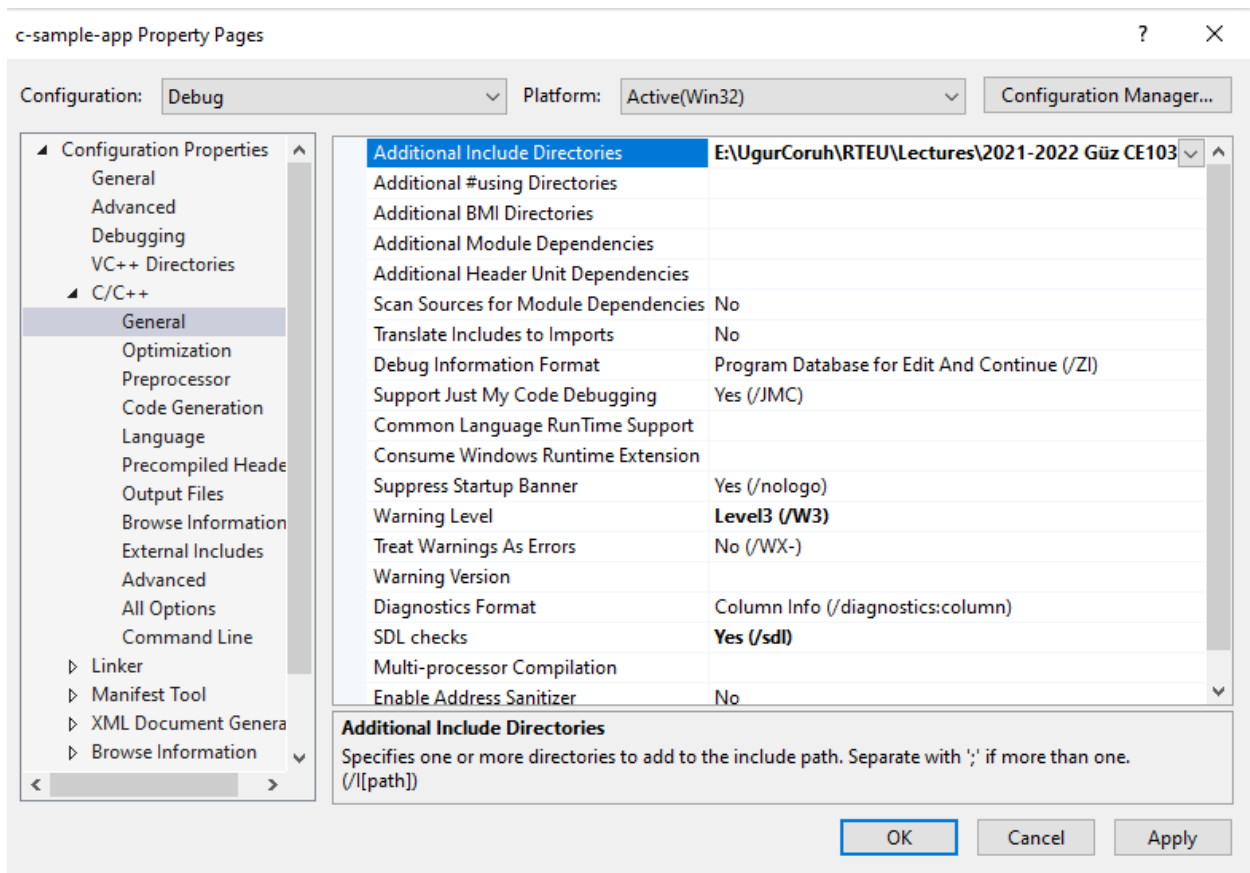 c-sample-app Property Pages
?
Configuration: Debug Platform: Active(Win32) Configuration Manager...
Configuration Properties
General
Advanced
Debugging
VC++ Directories
C/C++
General
Optimization
Preprocessor
Code Generation
Language
Precompiled Heade
Output Files
Browse Information
External Includes
Advanced
All Options
Command Line
Linker
Manifest Tool
XML Document Genera
Browse Information
Additional Include Directories E:\UgurCoruh\RTEU\Lectures\2021-2022 Güz CE103
Additional #using Directories
Additional BMI Directories
Additional Module Dependencies
Additional Header Unit Dependencies
Scan Sources for Module Dependencies No
Translate Includes to Imports No
Debug Information Format Program Database for Edit And Continue (/ZI)
Support Just My Code Debugging Yes (/JMC)
Common Language RunTime Support
Consume Windows Runtime Extension
Suppress Startup Banner Yes (/nologo)
Warning Level Level3 (/W3)
Treat Warnings As Errors No (/WX-)
Warning Version
Diagnostics Format Column Info (/diagnostics:column)
SDL checks Yes (/sdl)
Multi-processor Compilation
Enable Address Sanitizer No
Additional Include Directories
Specifies one or more directories to add to the include path. Separate with ';' if more than one.
(/I[path])
OK Cancel Apply